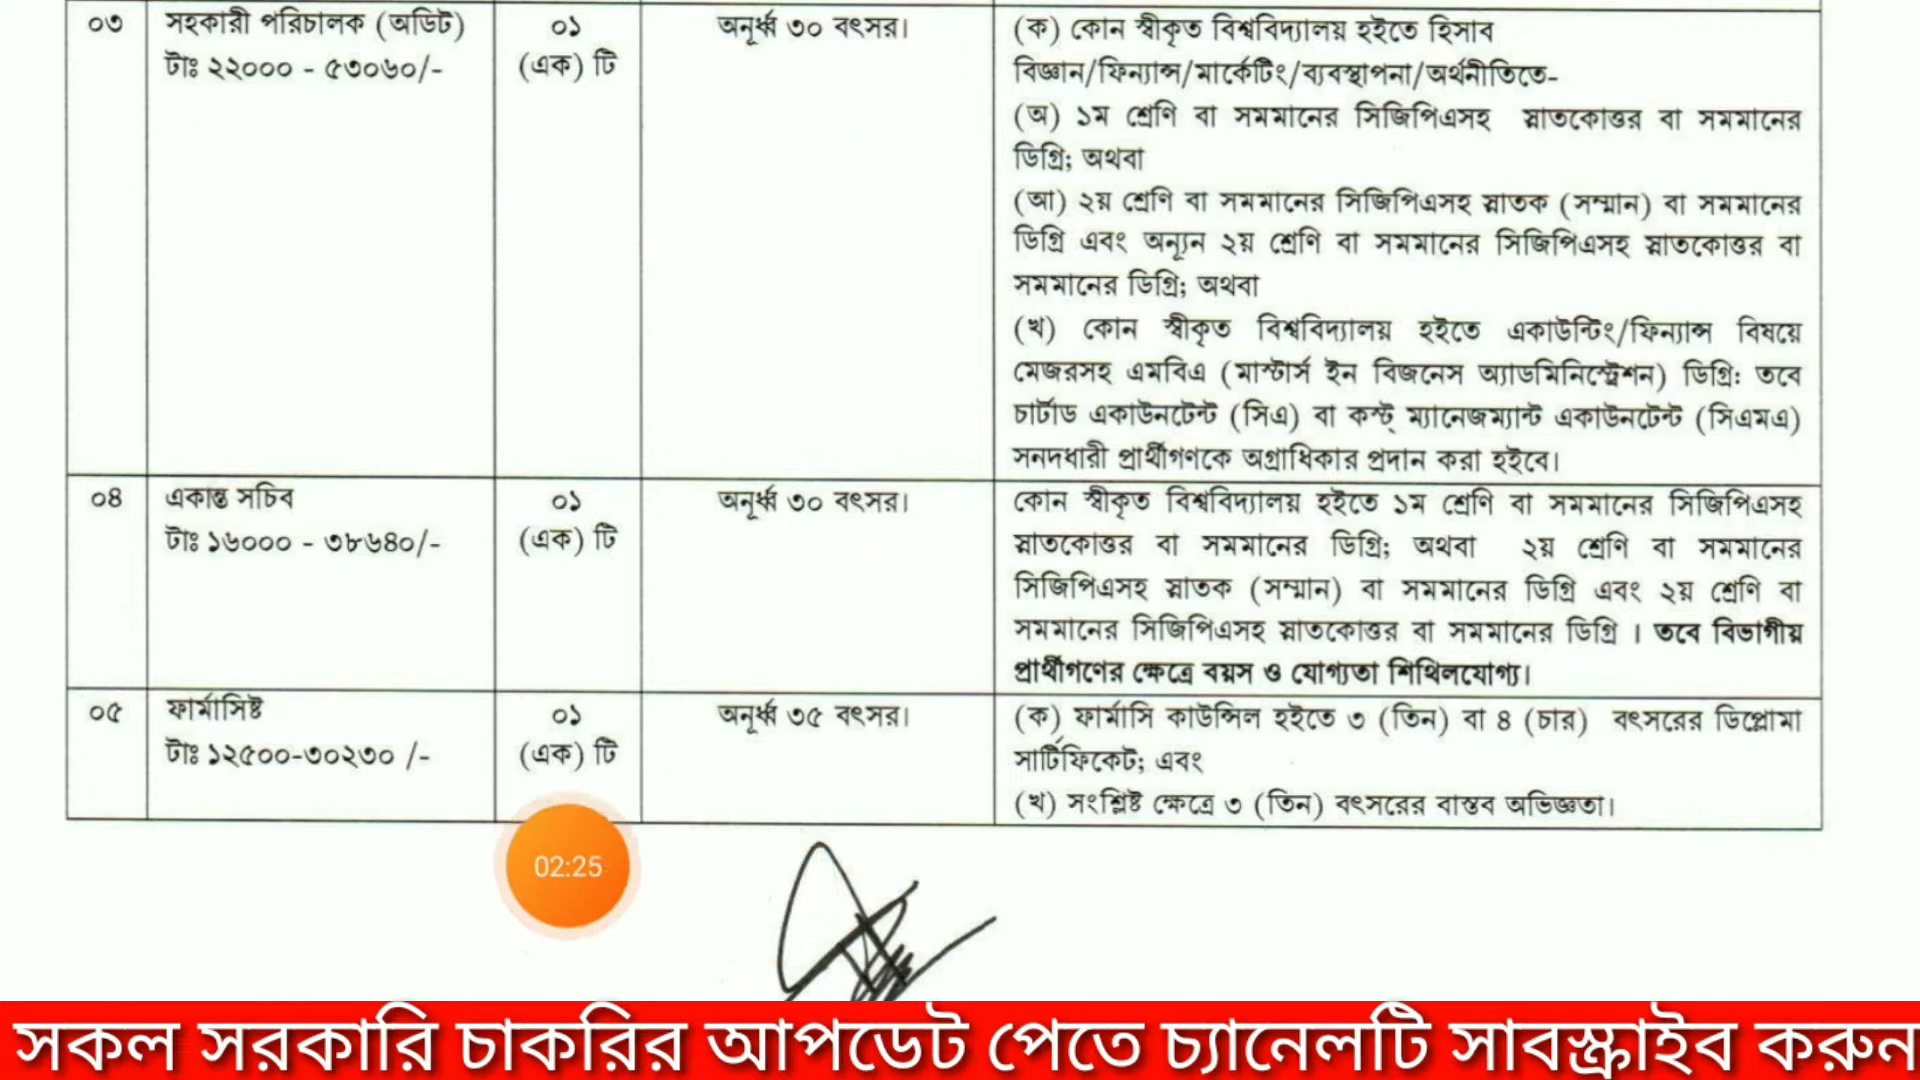 ০৩
সহকারী পরিচালক (অডিট)
টাঃ ২২০০০ - ৫৩০৬০/-
০১
(এক) টি
অনূর্ধ্ব ৩০ বৎসর।
(ক) কোন স্বীকৃত বিশ্ববিদ্যালয় হইতে হিসাব
বিজ্ঞান/ফিন্যান্স/মার্কেটিং/ব্যবস্থাপনা/অর্থনীতিতে-
(অ) ১ম শ্রেণি বা সমমানের সিজিপিএসহ স্নাতকোত্তর বা সমমানের
ডিগ্রি; অথবা
(আ) ২য় শ্রেণি বা সমমানের সিজিপিএসহ স্নাতক (সম্মান) বা সমমানের
ডিগ্রি এবং অন্যূন ২য় শ্রেণি বা সমমানের সিজিপিএসহ স্নাতকোত্তর বা
সমমানের ডিগ্রি; অথবা
(খ) কোন স্বীকৃত বিশ্ববিদ্যালয় হইতে একাউন্টিং/ফিন্যান্স বিষয়ে
মেজরসহ এমবিএ (মাস্টার্স ইন বিজনেস অ্যাডমিনিস্ট্রেশন) ডিগ্রিঃ তবে
চার্টার্ড একাউনটেন্ট (সিএ) বা কস্ট্ ম্যানেজম্যান্ট একাউনটেন্ট (সিএমএ)
সনদধারী প্রার্থীগণকে অগ্রাধিকার প্রদান করা হইবে।
০৪
একান্ত সচিব
টাঃ ১৬০০০ - ৩৮৬৪০/-
০১
(এক) টি
অনূর্ধ্ব ৩০ বৎসর।
কোন স্বীকৃত বিশ্ববিদ্যালয় হইতে ১ম শ্রেণি বা সমমানের সিজিপিএসহ
স্নাতকোত্তর বা সমমানের ডিগ্রি; অথবা ২য় শ্রেণি বা সমমানের
সিজিপিএসহ স্নাতক (সম্মান) বা সমমানের ডিগ্রি এবং ২য় শ্রেণি বা
সমমানের সিজিপিএসহ স্নাতকোত্তর বা সমমানের ডিগ্রি । তবে বিভাগীয়
প্রার্থীগণের ক্ষেত্রে বয়স ও যোগ্যতা শিথিলযোগ্য।
০৫
ফার্মাসিষ্ট
টাঃ ১২৫০০-৩০২৩০ /-
০১
(এক) টি
অনূর্ধ্ব ৩৫ বৎসর।
(ক) ফার্মাসি কাউন্সিল হইতে ৩ (তিন) বা ৪ (চার) বৎসরের ডিপ্লোমা
সার্টিফিকেট; এবং
(খ) সংশ্লিষ্ট ক্ষেত্রে ৩ (তিন) বৎসরের বাস্তব অভিজ্ঞতা।
02:25
সকল সরকারি চাকরির আপডেট পেতে চ্যানেলটি সাবস্ক্রাইব করুন